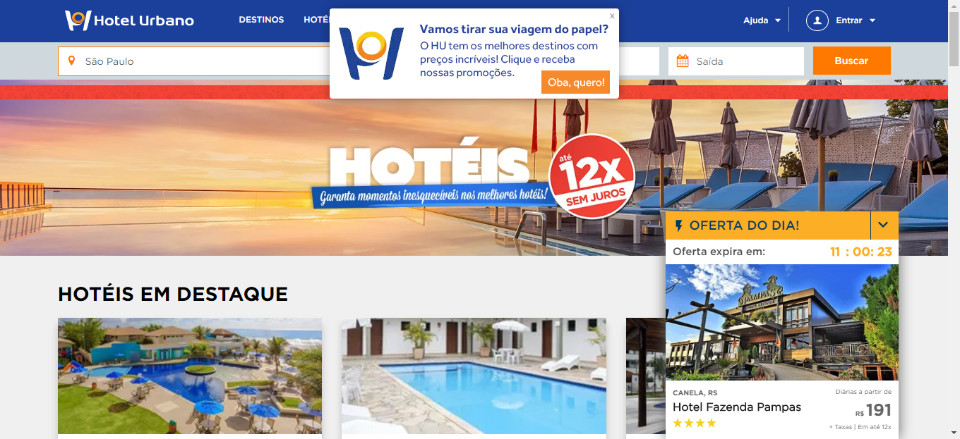 Hotel Urbano
DESTINOS
HOTÉ
Ajuda
Entrar
x
Vamos tirar sua viagem do papel?
O HU tem os melhores destinos com
preços incríveis! Clique e receba
nossas promoções.
Oba, quero!
São Paulo
Saída
Buscar
HOTÉIS
Garanta momentos inesquecíveis nos melhores hotéis!
até
12x
SEM JUROS
OFERTA DO DIA!
Oferta expira em:
11 : 00: 23
HOTÉIS EM DESTAQUE
CANELA, RS
Diárias a partir de
Hotel Fazenda Pampas
R$ 191
+ Taxas | Em até 12x